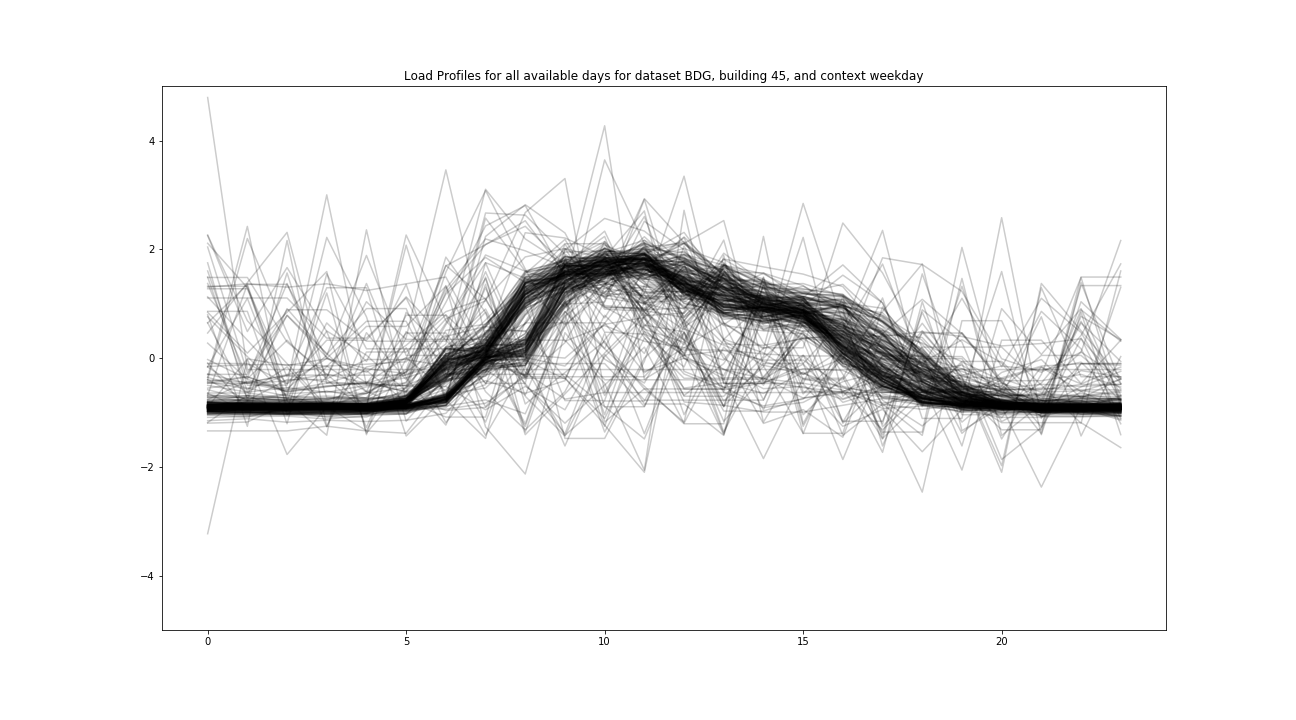 Load Profiles for all available days for dataset BDG, building 45, and context weekday
4
2
0
−2
−4
0 5 10 15 20